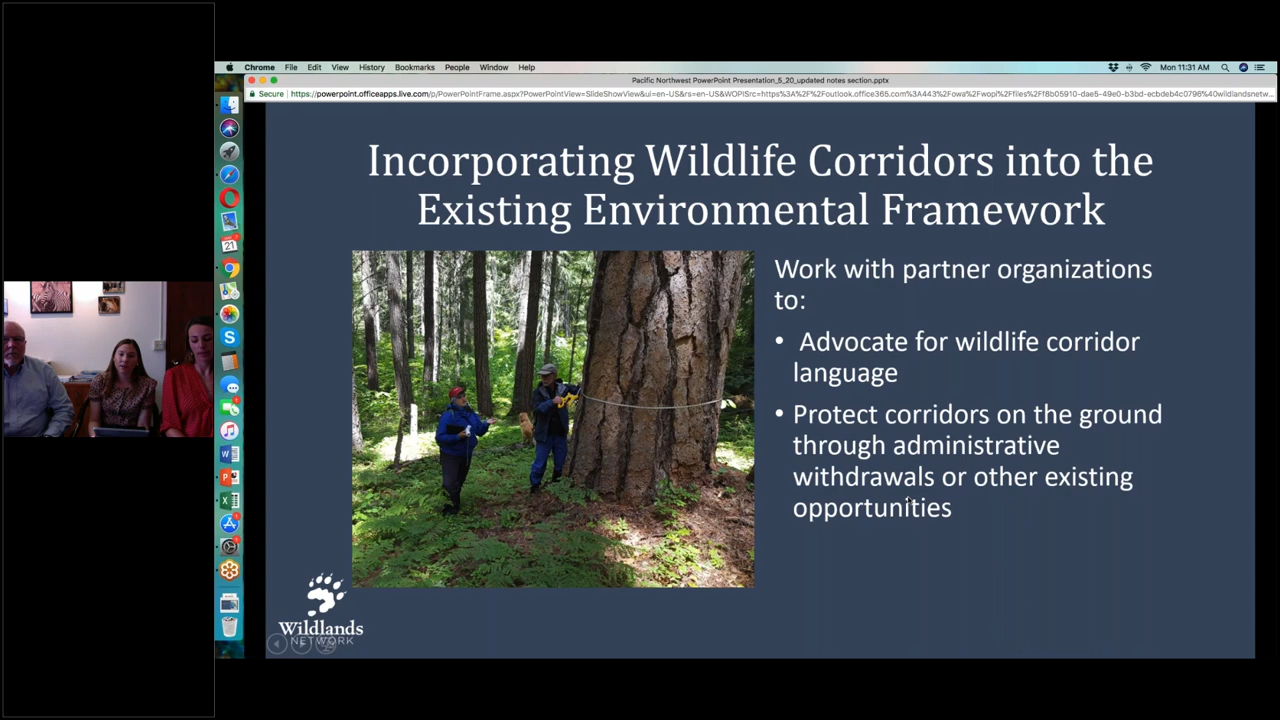 Chrome File Edit View History Bookmarks People Window Help
Mon 11:31 AM
Pacific Northwest PowerPoint Presentation_5_20_updated notes section.pptx
Secure https://powerpoint.officeapps.live.com/p/PowerPointFrame.aspx?PowerPointView=SlideShowView&ui=en-US&rs=en-US&WOPISrc=https%3A%2F%2Foutlook.office365.com%3A443%2Fowa%2Fwopi%2Ffiles%2Ff8b05910-dae5-49e0-b3bd-ecbdeb4c0796%40wildlandsnetw...
Incorporating Wildlife Corridors into the
Existing Environmental Framework
Work with partner organizations
to:
• Advocate for wildlife corridor
language
• Protect corridors on the ground
through administrative
withdrawals or other existing
opportunities
21
Wildlands
NETWORK